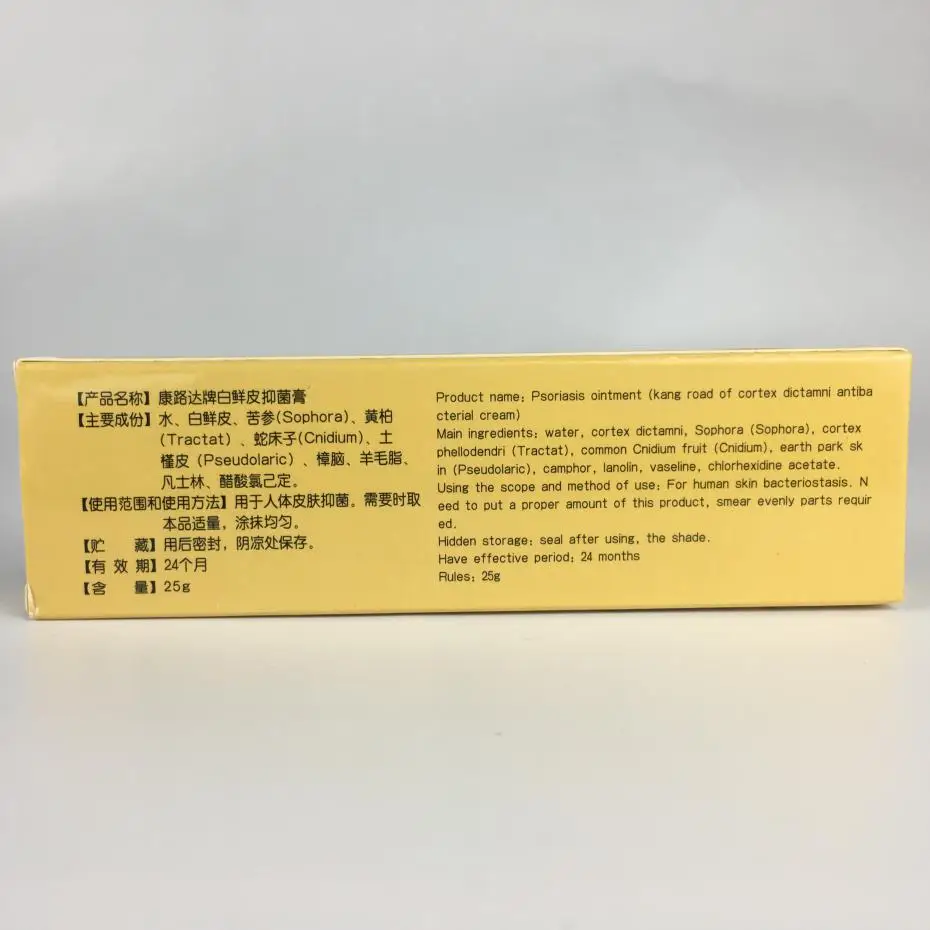 【产品名称】康路达牌白鲜皮抑菌膏
【主要成份】水、白鲜皮、苦参(Sophora)、黄柏
(Tractat) 、蛇床子(Cnidium)、土
槿皮 (Pseudolaric) 、樟脑、羊毛脂、
凡士林、醋酸氯己定。
【使用范围和使用方法】用于人体皮肤抑菌。需要时取
本品适量，涂抹均匀。
【贮 藏】用后密封，阴凉处保存。
【有 效 期】24个月
【含 量】25g
Product name: Psoriasis ointment (kang road of cortex dictamni antiba
cterial cream)
Main ingredients: water, cortex dictamni, Sophora (Sophora), cortex
phellodendri (Tractat), common Cnidium fruit (Cnidium), earth park sk
in (Pseudolaric), camphor, lanolin, vaseline, chlorhexidine acetate.
Using the scope and method of use: For human skin bacteriostasis. N
eed to put a proper amount of this product, smear evenly parts requir
ed.
Hidden storage: seal after using, the shade.
Have effective period: 24 months
Rules: 25g